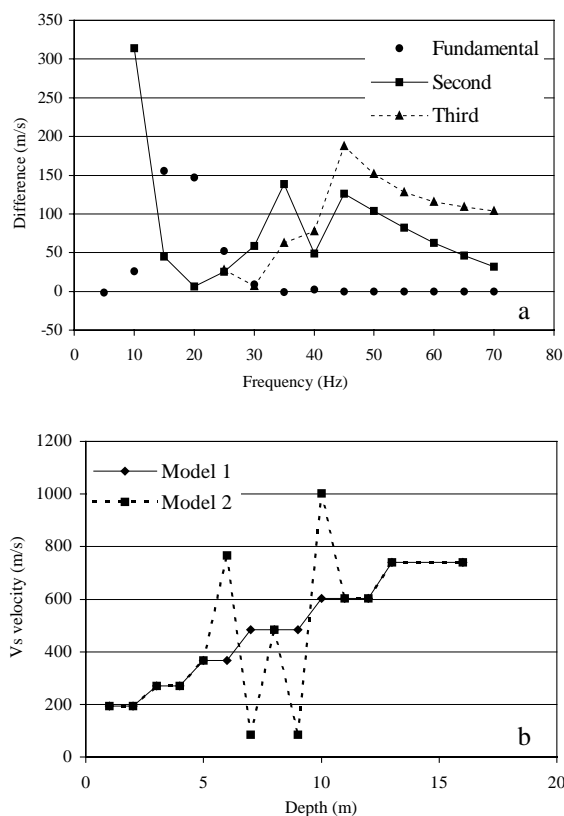 350
300
250
200
150
100
50
0
-50
Difference (m/s)
Fundamental
Second
Third
a
0 10 20 30 40 50 60 70 80
Frequency (Hz)
1200
1000
800
600
400
200
0
Vs velocity (m/s)
Model 1
Model 2
b
0 5 10 15 20
Depth (m)